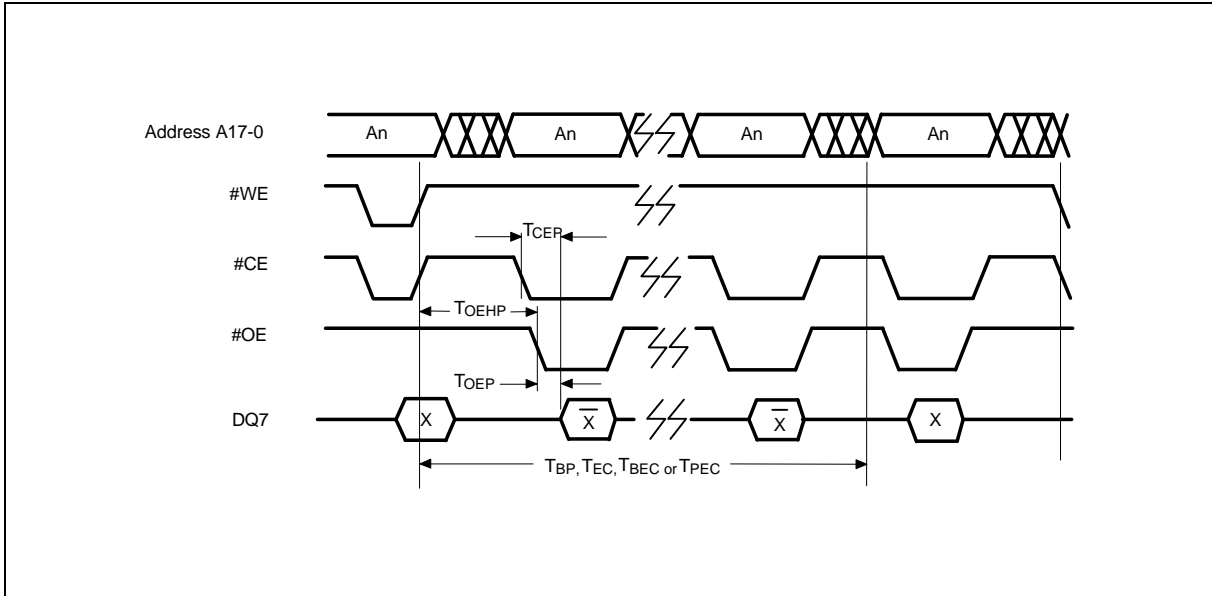 Address A17-0 An An An An
#WE
TCEP
#CE
TOEHP
#OE
TOEP
DQ7 X X̅ X̅ X
TBP, TEC, TBEC or TPEC